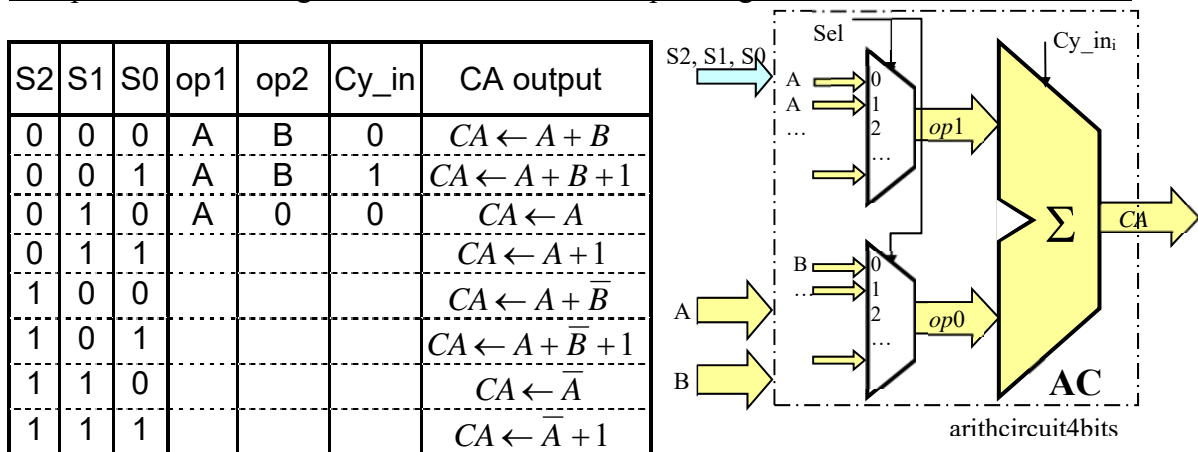 S2 S1 S0 op1 op2 Cy_in CA output
0 0 0 A B 0 CA ← A + B
0 0 1 A B 1 CA ← A + B + 1
0 1 0 A 0 0 CA ← A
0 1 1 CA ← A + 1
1 0 0 CA ← A + B̅
1 0 1 CA ← A + B̅ + 1
1 1 0 CA ← A̅
1 1 1 CA ← A̅ + 1
S2, S1, S0
Sel
Cy_inᵢ
A 0
A 1
… 2
…
op1
B 0
… 1
2
…
op0
A
B
Σ
CA
AC
arithcircuit4bits